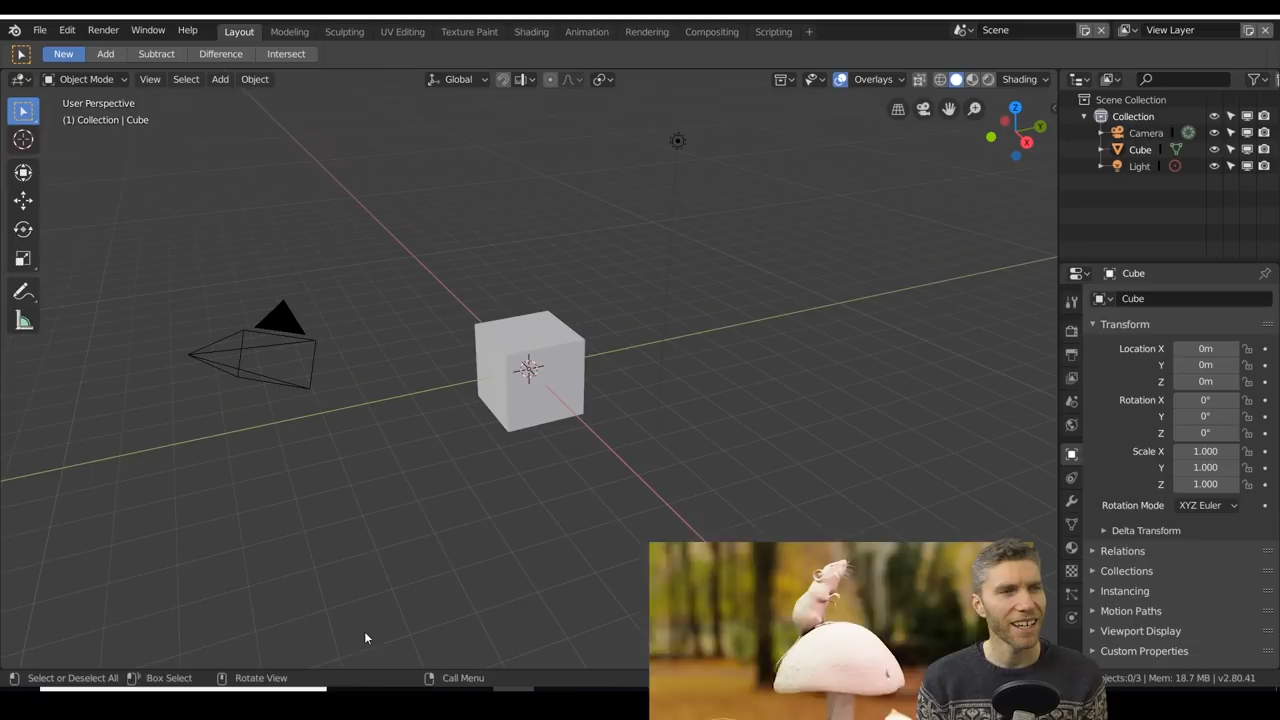 File Edit Render Window Help Layout Modeling Sculpting UV Editing Texture Paint Shading Animation Rendering Compositing Scripting + Scene View Layer
New Add Subtract Difference Intersect
Object Mode View Select Add Object Global Overlays Shading
User Perspective
(1) Collection | Cube
Z
Y
X
Scene Collection
Collection
Camera
Cube
Light
Cube
Cube
Transform
Location X 0m
Y 0m
Z 0m
Rotation X 0°
Y 0°
Z 0°
Scale X 1.000
Y 1.000
Z 1.000
Rotation Mode XYZ Euler
Delta Transform
Relations
Collections
Instancing
Motion Paths
Viewport Display
Custom Properties
Select or Deselect All Box Select Rotate View Call Menu jects:0/3 | Mem: 18.7 MB | v2.80.41